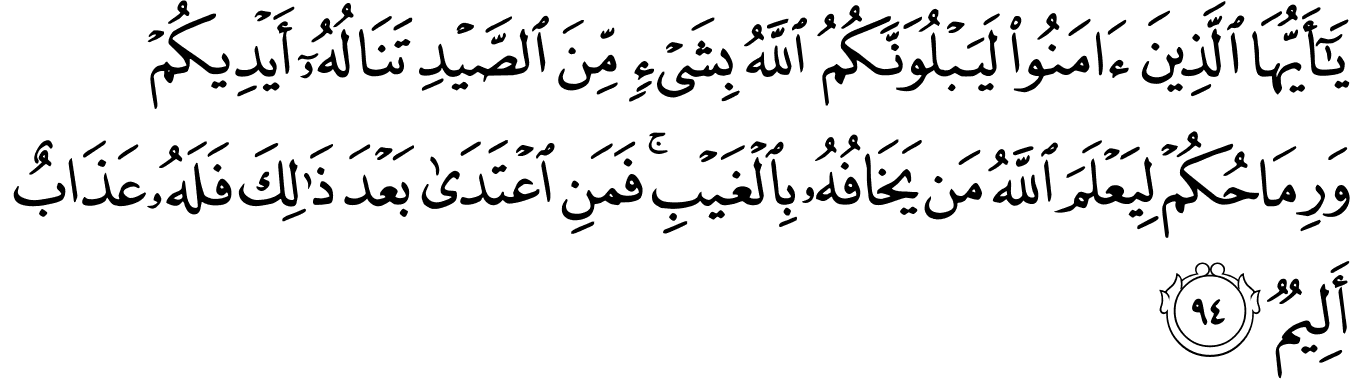 يَـٰٓأَيُّهَا ٱلَّذِينَ ءَامَنُوا۟ لَيَبْلُوَنَّكُمُ ٱللَّهُ بِشَىْءٍ مِّنَ ٱلصَّيْدِ تَنَالُهُۥٓ أَيْدِيكُمْ
وَرِمَاحُكُمْ لِيَعْلَمَ ٱللَّهُ مَن يَخَافُهُۥ بِٱلْغَيْبِ ۚ فَمَنِ ٱعْتَدَىٰ بَعْدَ ذَٰلِكَ فَلَهُۥ عَذَابٌ
أَلِيمٌ ٩٤